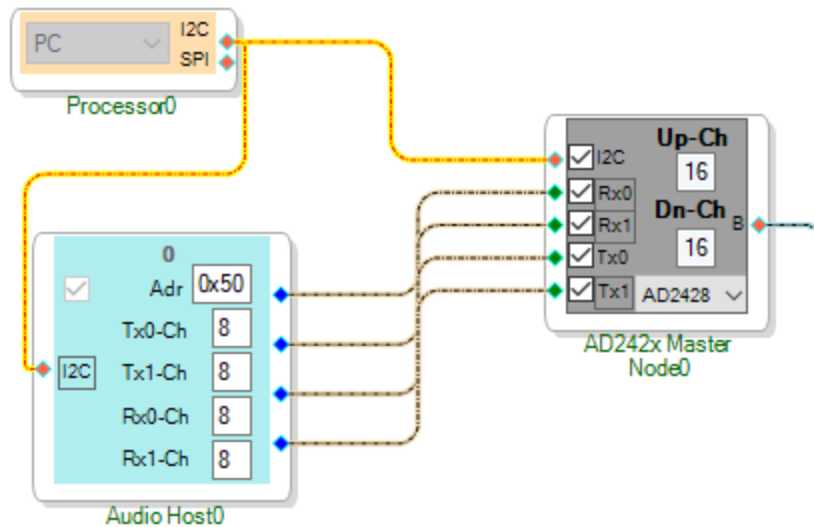 PC
I2C
SPI
Processor0
0
Adr 0x50
Tx0-Ch 8
I2C
Tx1-Ch 8
Rx0-Ch 8
Rx1-Ch 8
Audio Host0
I2C
Rx0
Rx1
Tx0
Tx1
Up-Ch
16
Dn-Ch
16
B
AD2428
AD242x Master
Node0